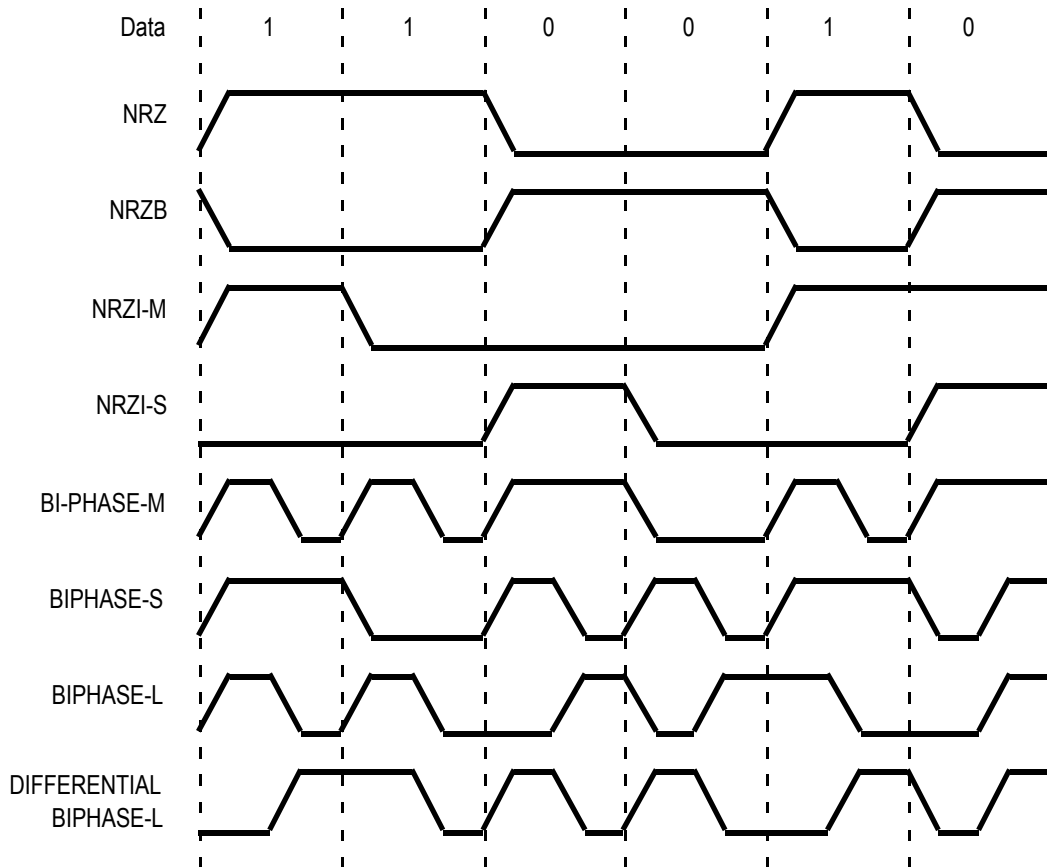 Data 1 1 0 0 1 0
NRZ
NRZB
NRZI-M
NRZI-S
BI-PHASE-M
BIPHASE-S
BIPHASE-L
DIFFERENTIAL
BIPHASE-L